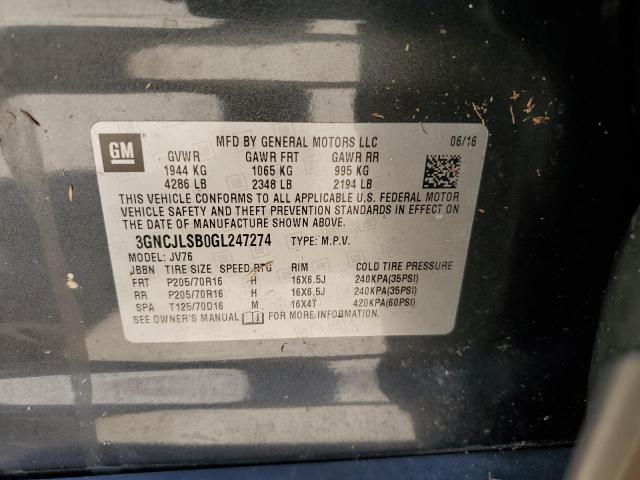 GM
MFD BY GENERAL MOTORS LLC 06/16
GVWR GAWR FRT GAWR RR
1944 KG 1065 KG 995 KG
4286 LB 2348 LB 2194 LB
THIS VEHICLE CONFORMS TO ALL APPLICABLE U.S. FEDERAL MOTOR
VEHICLE SAFETY AND THEFT PREVENTION STANDARDS IN EFFECT ON
THE DATE OF MANUFACTURE SHOWN ABOVE.
3GNCJLSB0GL247274 TYPE: M.P.V.
MODEL: JV76
JBBN TIRE SIZE SPEED RTG RIM COLD TIRE PRESSURE
FRT P205/70R16 H 16X6.5J 240KPA(35PSI)
RR P205/70R16 H 16X6.5J 240KPA(35PSI)
SPA T125/70D16 M 16X4T 420KPA(60PSI)
SEE OWNER'S MANUAL FOR MORE INFORMATION